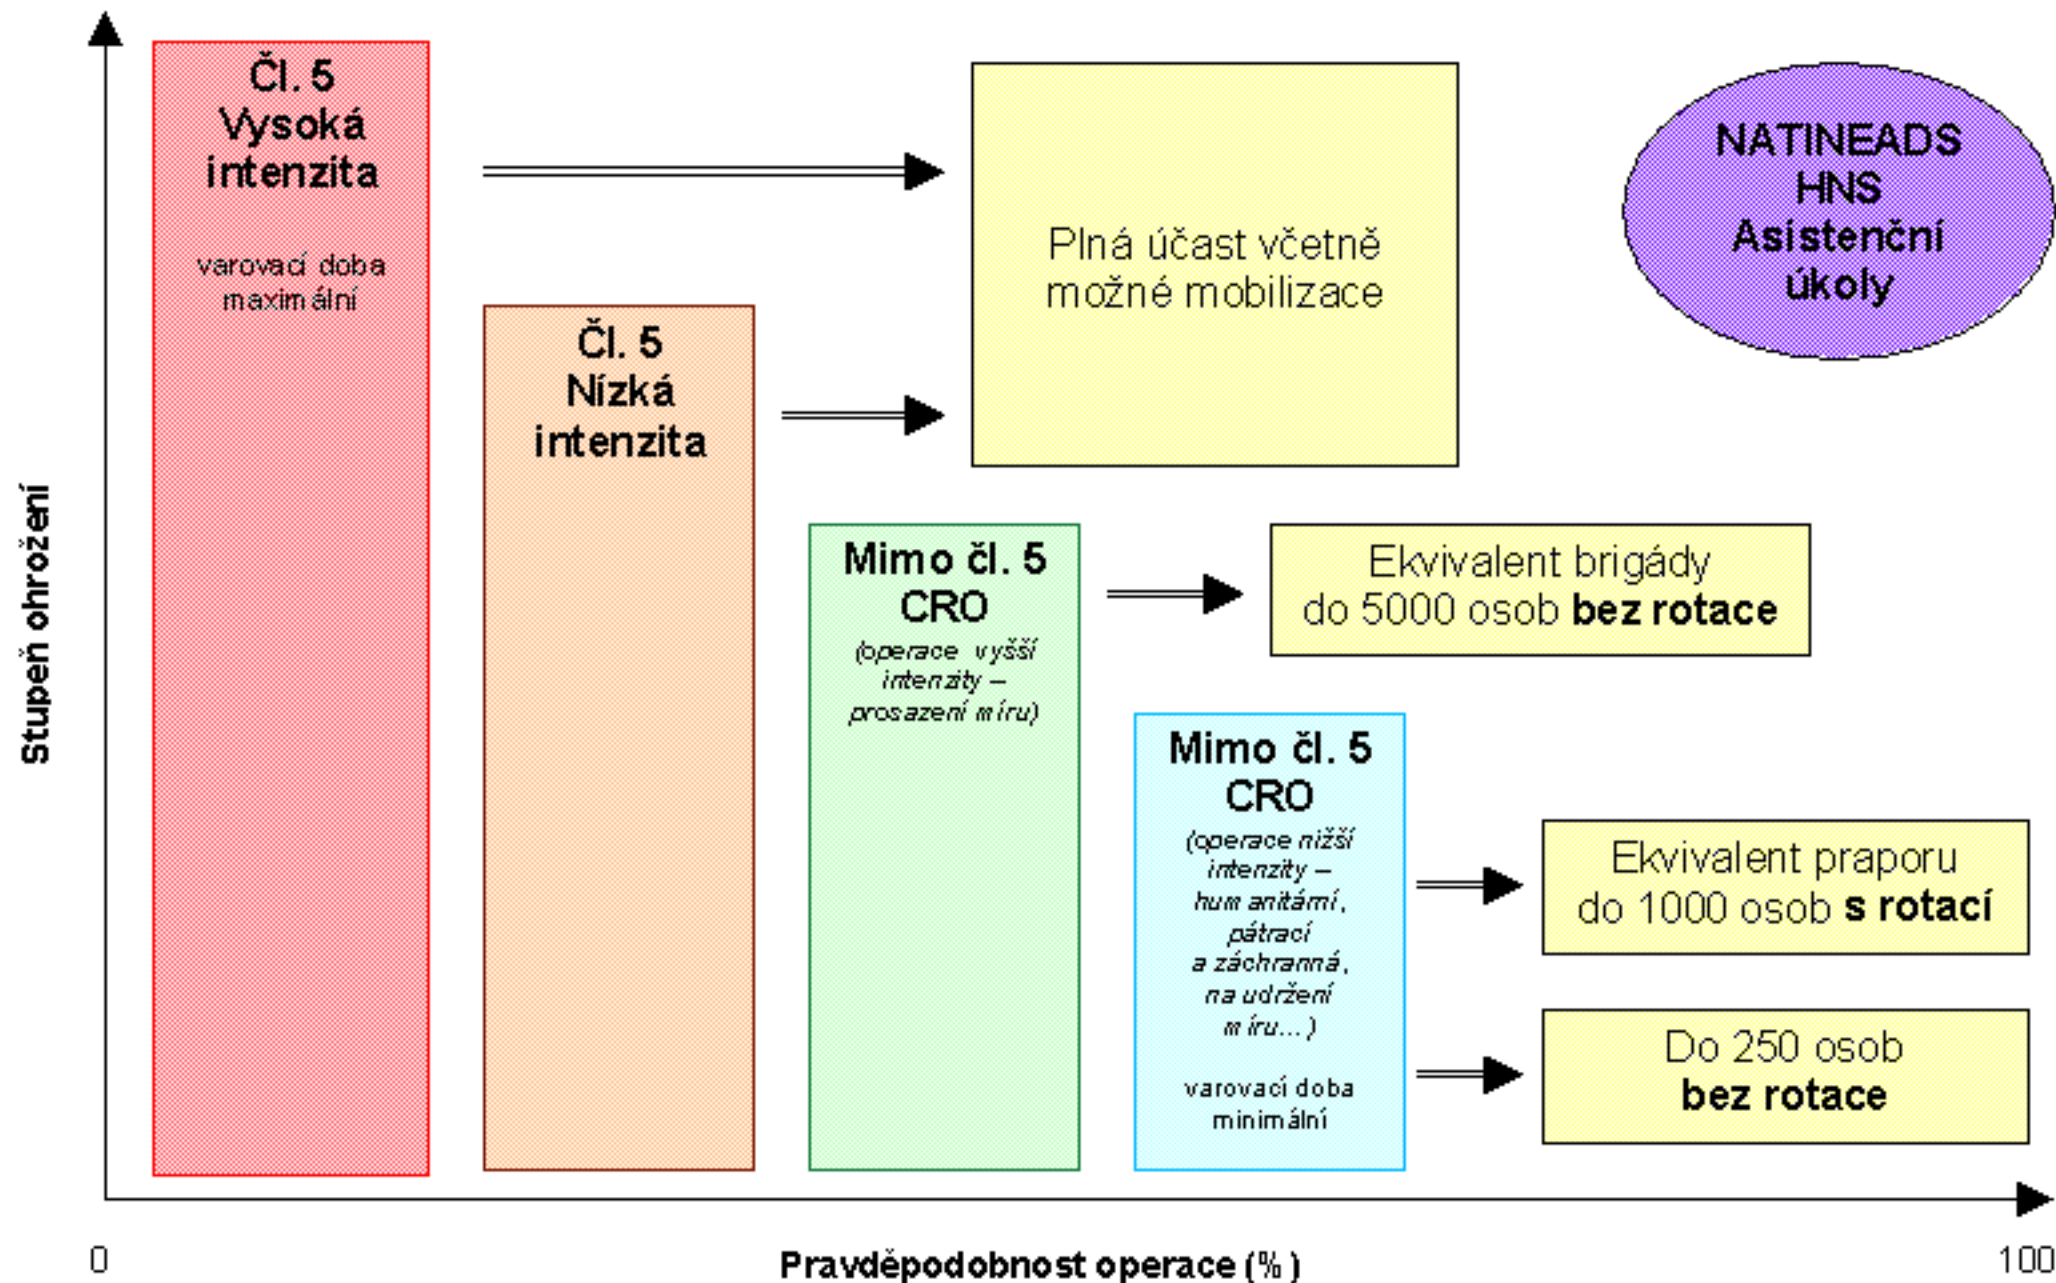 Čl. 5
Vysoká
intenzita
varovací doba
maximální
Čl. 5
Nízká
intenzita
Plná účast včetně
možné mobilizace
NATINEADS
HNS
Asistenční
úkoly
Mimo čl. 5
CRO
(operace vyšší
intenzity –
prosazení míru)
Ekvivalent brigády
do 5000 osob bez rotace
Mimo čl. 5
CRO
(operace nižší
intenzity –
humanitární,
pátrací
a záchranná,
na udržení
míru...)
varovací doba
minimální
Ekvivalent praporu
do 1000 osob s rotací
Do 250 osob
bez rotace
Stupeň ohrožení
0
Pravděpodobnost operace (%)
100